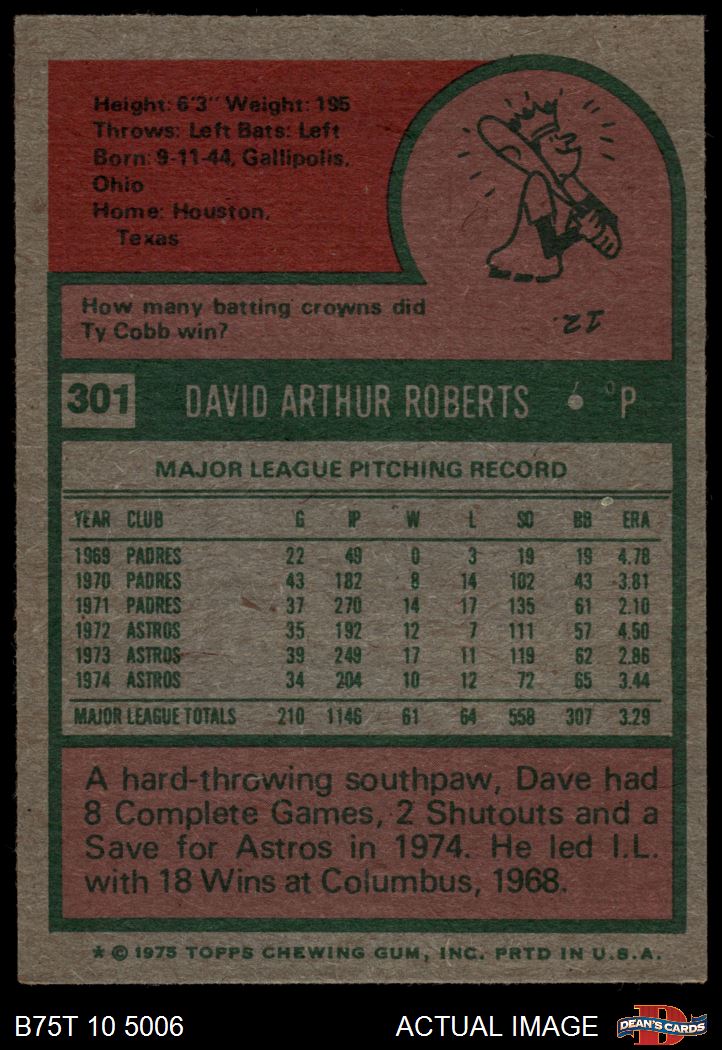 Height: 6'3" Weight: 195
Throws: Left Bats: Left
Born: 9-11-44, Gallipolis,
Ohio
Home: Houston,
Texas
How many batting crowns did
Ty Cobb win?
12.
301 DAVID ARTHUR ROBERTS P
MAJOR LEAGUE PITCHING RECORD
YEAR CLUB G IP W L SO BB ERA
1969 PADRES 22 49 0 3 19 19 4.78
1970 PADRES 43 182 8 14 102 43 3.81
1971 PADRES 37 270 14 17 135 61 2.10
1972 ASTROS 35 192 12 7 111 57 4.50
1973 ASTROS 39 249 17 11 119 62 2.86
1974 ASTROS 34 204 10 12 72 65 3.44
MAJOR LEAGUE TOTALS 210 1146 61 64 558 307 3.29
A hard-throwing southpaw, Dave had
8 Complete Games, 2 Shutouts and a
Save for Astros in 1974. He led I.L.
with 18 Wins at Columbus, 1968.
* © 1975 TOPPS CHEWING GUM, INC. PRTD IN U.S.A.
B75T 10 5006 ACTUAL IMAGE D DEAN'S CARDS